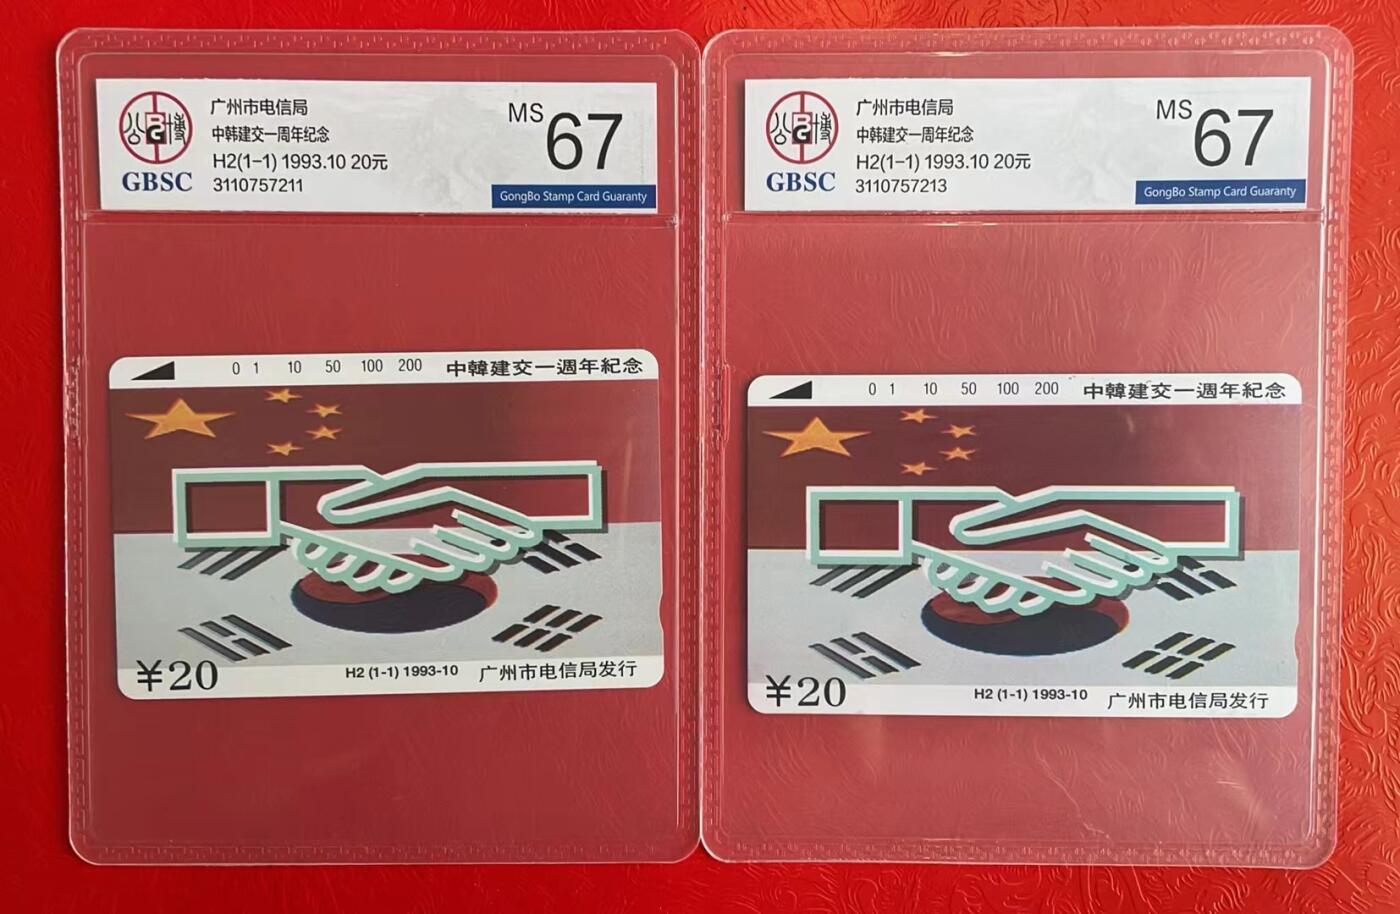 广州市电信局
中韩建交一周年纪念
H2(1-1) 1993.10 20元
3110757211
GBSC
MS 67
GongBo Stamp Card Guaranty
0 1 10 50 100 200 中韓建交一週年紀念
¥20 H2 (1-1) 1993-10 广州市电信局发行
广州市电信局
中韩建交一周年纪念
H2(1-1) 1993.10 20元
3110757213
GBSC
MS 67
GongBo Stamp Card Guaranty
0 1 10 50 100 200 中韓建交一週年紀念
¥20 H2 (1-1) 1993-10 广州市电信局发行